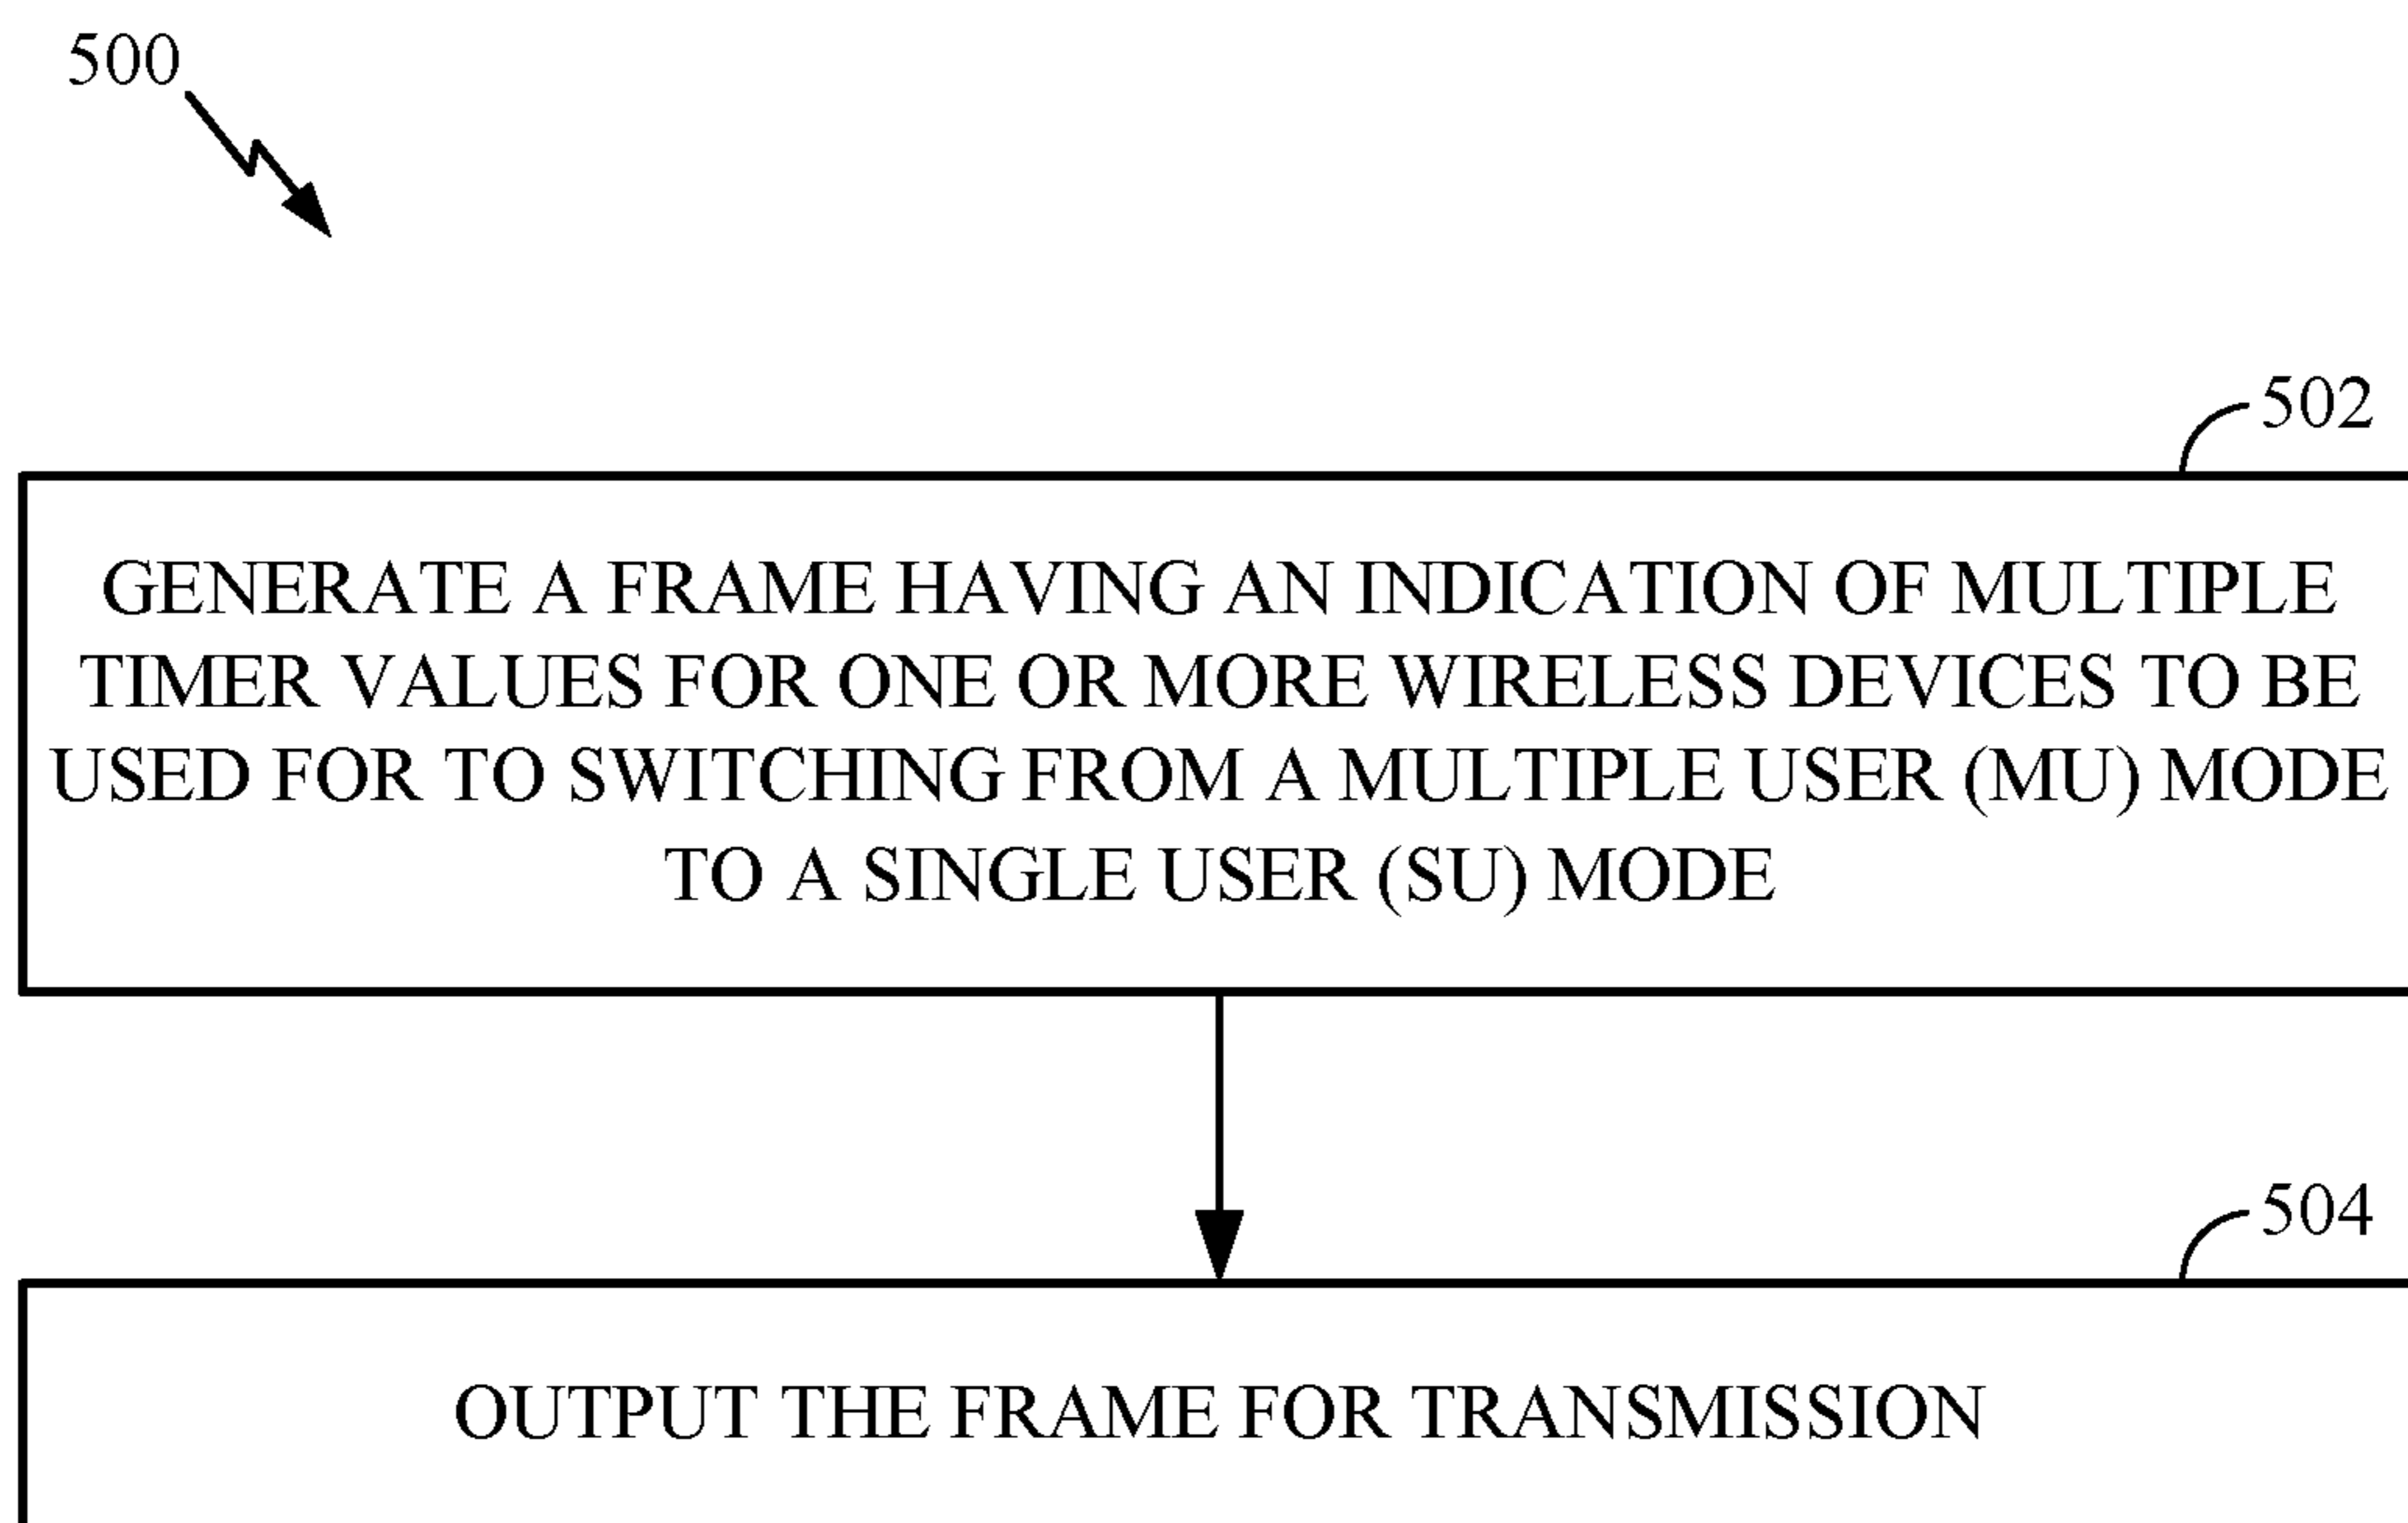 500
502
GENERATE A FRAME HAVING AN INDICATION OF MULTIPLE
TIMER VALUES FOR ONE OR MORE WIRELESS DEVICES TO BE
USED FOR TO SWITCHING FROM A MULTIPLE USER (MU) MODE
TO A SINGLE USER (SU) MODE
504
OUTPUT THE FRAME FOR TRANSMISSION